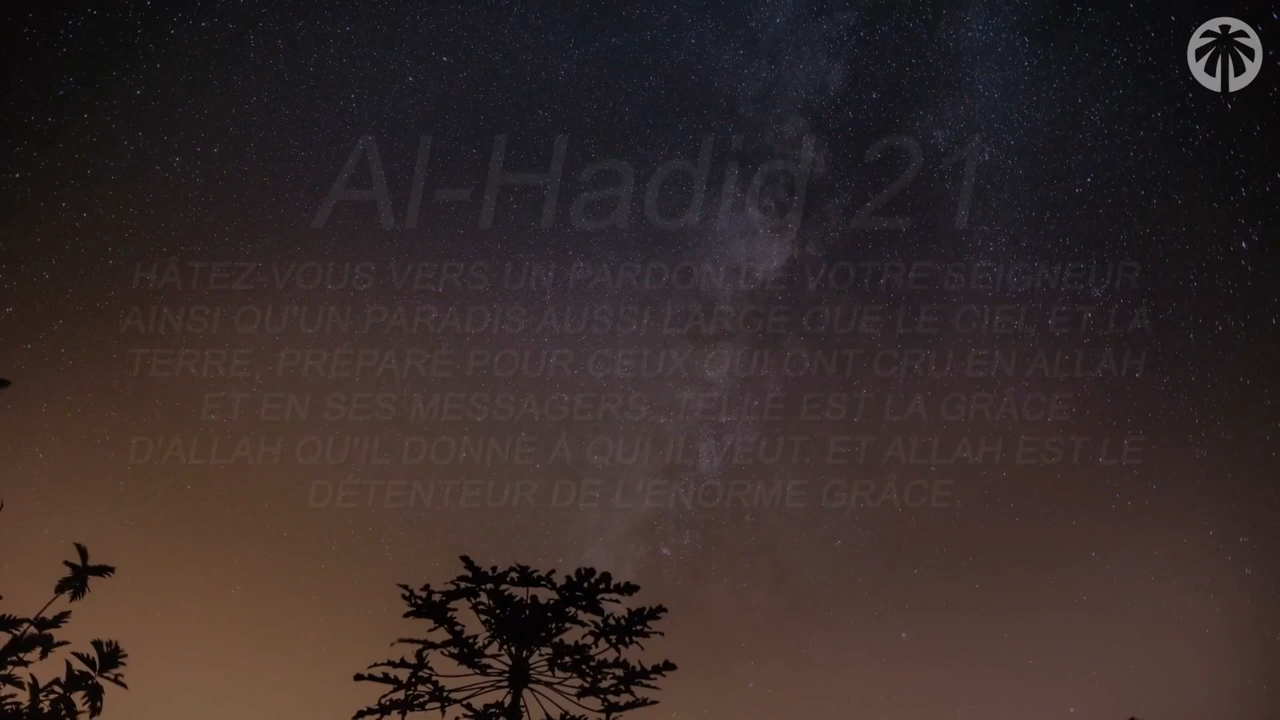 Al-Hadid 21
HÂTEZ-VOUS VERS UN PARDON DE VOTRE SEIGNEUR
AINSI QU'UN PARADIS AUSSI LARGE QUE LE CIEL ET LA
TERRE, PRÉPARÉ POUR CEUX QUI ONT CRU EN ALLAH
ET EN SES MESSAGERS. TELLE EST LA GRÂCE
D'ALLAH QU'IL DONNE À QUI IL VEUT. ET ALLAH EST LE
DÉTENTEUR DE L'ÉNORME GRÂCE